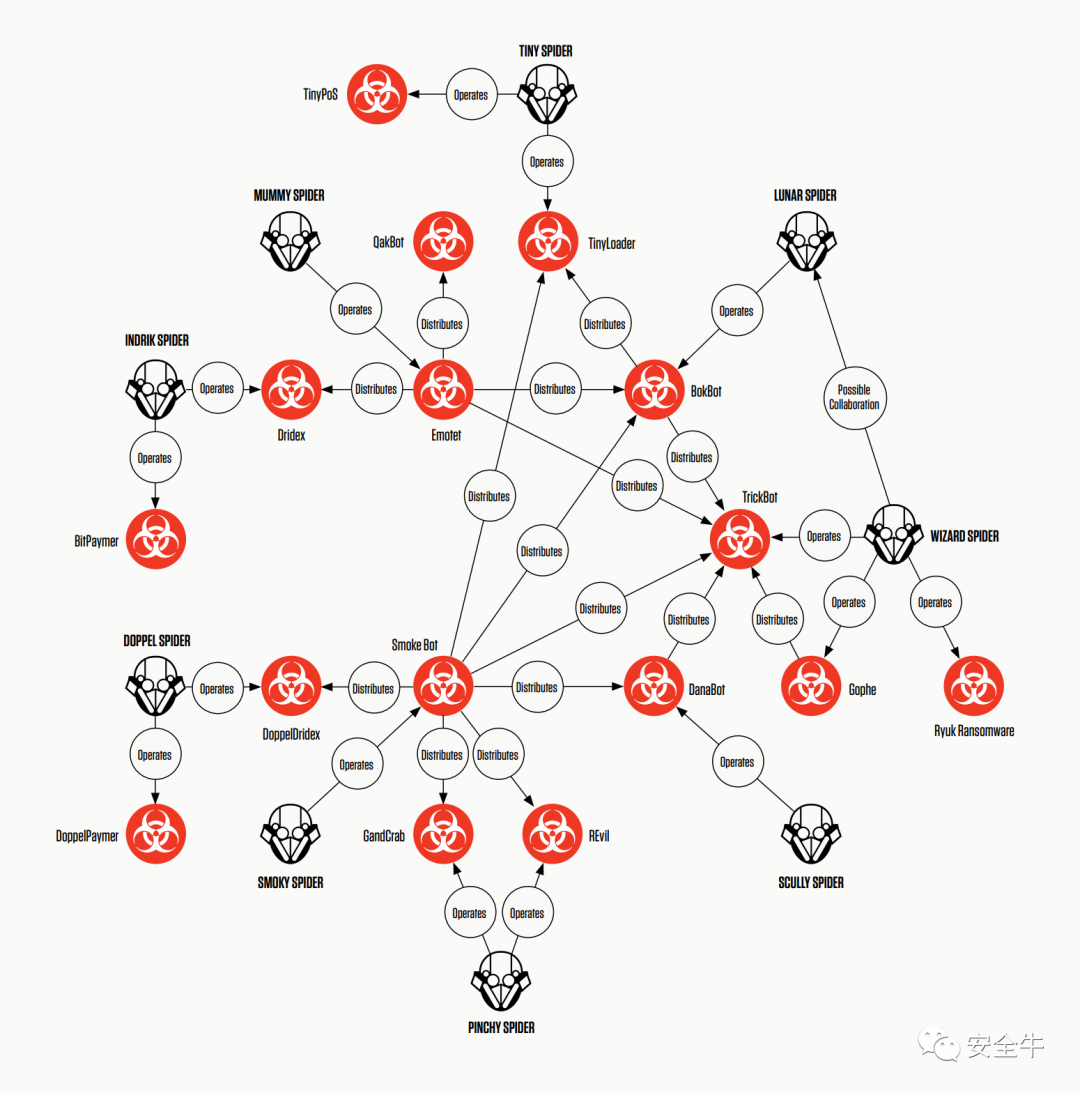 TINY SPIDER
TinyPoS
Operates
Operates
MUMMY SPIDER
LUNAR SPIDER
QakBot
TinyLoader
Operates
Distributes
Distributes
Operates
INDRIK SPIDER
Operates
Distributes
Distributes
BokBot
Possible
Collaboration
Dridex
Emotet
Operates
Distributes
Distributes
Distributes
TrickBot
BitPaymer
Distributes
Operates
WIZARD SPIDER
Distributes
Distributes
Distributes
Operates
Operates
DOPPEL SPIDER
Smoke Bot
Operates
Distributes
Distributes
DanaBot
Gophe
DoppelDridex
Ryuk Ransomware
Operates
Operates
Distributes
Distributes
Operates
DoppelPaymer
GandCrab
REvil
SMOKY SPIDER
SCULLY SPIDER
Operates
Operates
PINCHY SPIDER
安全牛